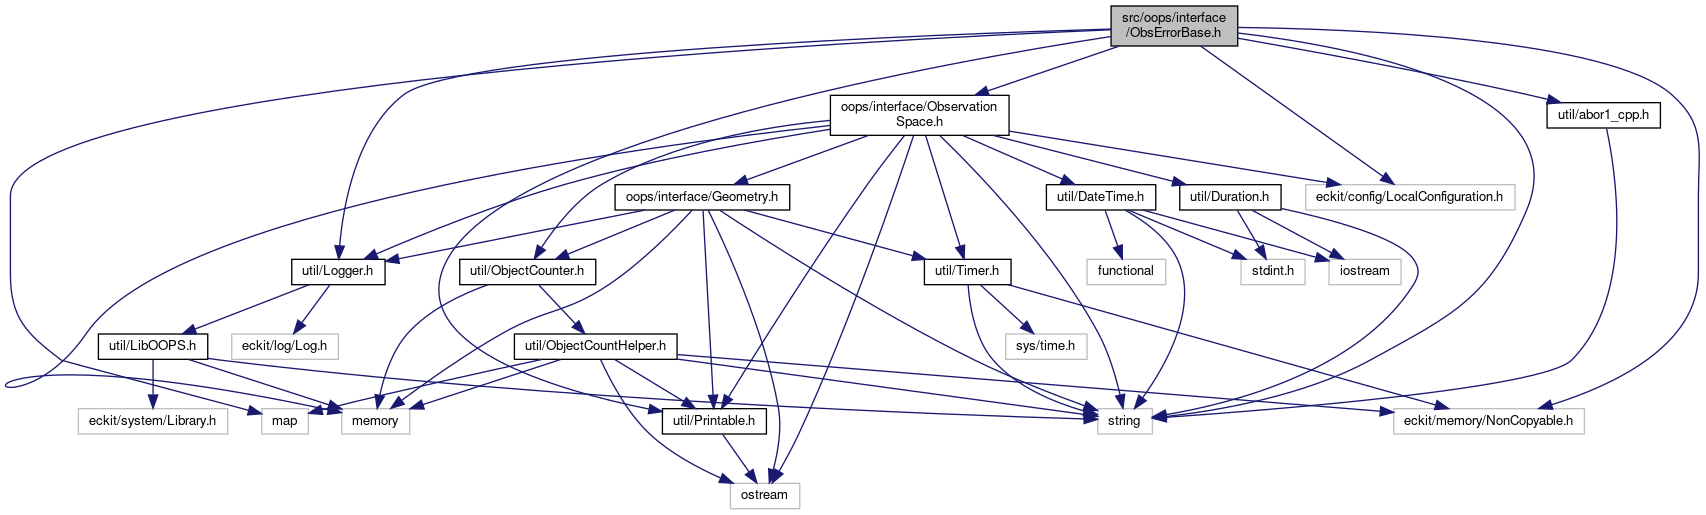 src/oops/interface
/ObsErrorBase.h
oops/interface/Observation
Space.h
util/abor1_cpp.h
oops/interface/Geometry.h
util/DateTime.h
util/Duration.h
eckit/config/LocalConfiguration.h
util/Logger.h
util/ObjectCounter.h
util/Timer.h
functional
stdint.h
iostream
util/LibOOPS.h
eckit/log/Log.h
util/ObjectCountHelper.h
sys/time.h
eckit/system/Library.h
map
memory
util/Printable.h
string
eckit/memory/NonCopyable.h
ostream